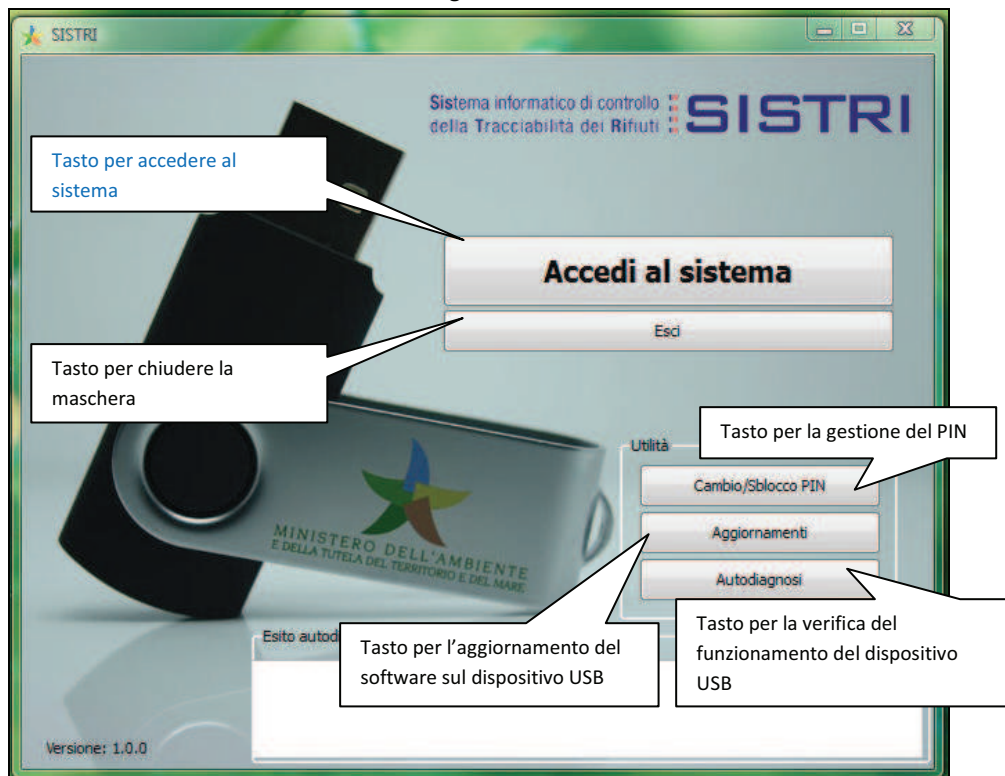 SISTRI
Sistema informatico di controllo
della Tracciabilità dei Rifiuti
SISTRI
Tasto per accedere al
sistema
Accedi al sistema
Esci
Tasto per chiudere la
maschera
Tasto per la gestione del PIN
Utilità
Cambio/Sblocco PIN
Aggiornamenti
Autodiagnosi
MINISTERO DELL'AMBIENTE
E DELLA TUTELA DEL TERRITORIO E DEL MARE
Esito
Tasto per l’aggiornamento del
software sul dispositivo USB
Tasto per la verifica del
funzionamento del dispositivo
USB
Versione: 1.0.0